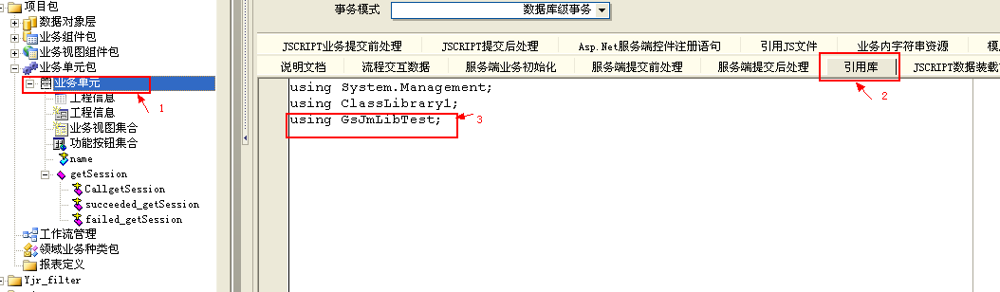 项目包
数据对象层
业务组件包
业务视图组件包
业务单元包
业务单元
1
工程信息
工程信息
业务视图集合
功能按钮集合
name
getSession
CallgetSession
succeeded_getSession
failed_getSession
工作流管理
领域业务种类包
报表定义
Yjr_filter
事务模式
数据库级事务
JSCRIPT业务提交前处理
JSCRIPT提交后处理
Asp.Net服务端控件注册语句
引用JS文件
业务内字符串资源
说明文档
流程交互数据
服务端业务初始化
服务端提交前处理
服务端提交后处理
引用库
JSCRIPT数据装载
2
using System.Management;
using ClassLibrary1;
using GsJmLibTest;
3